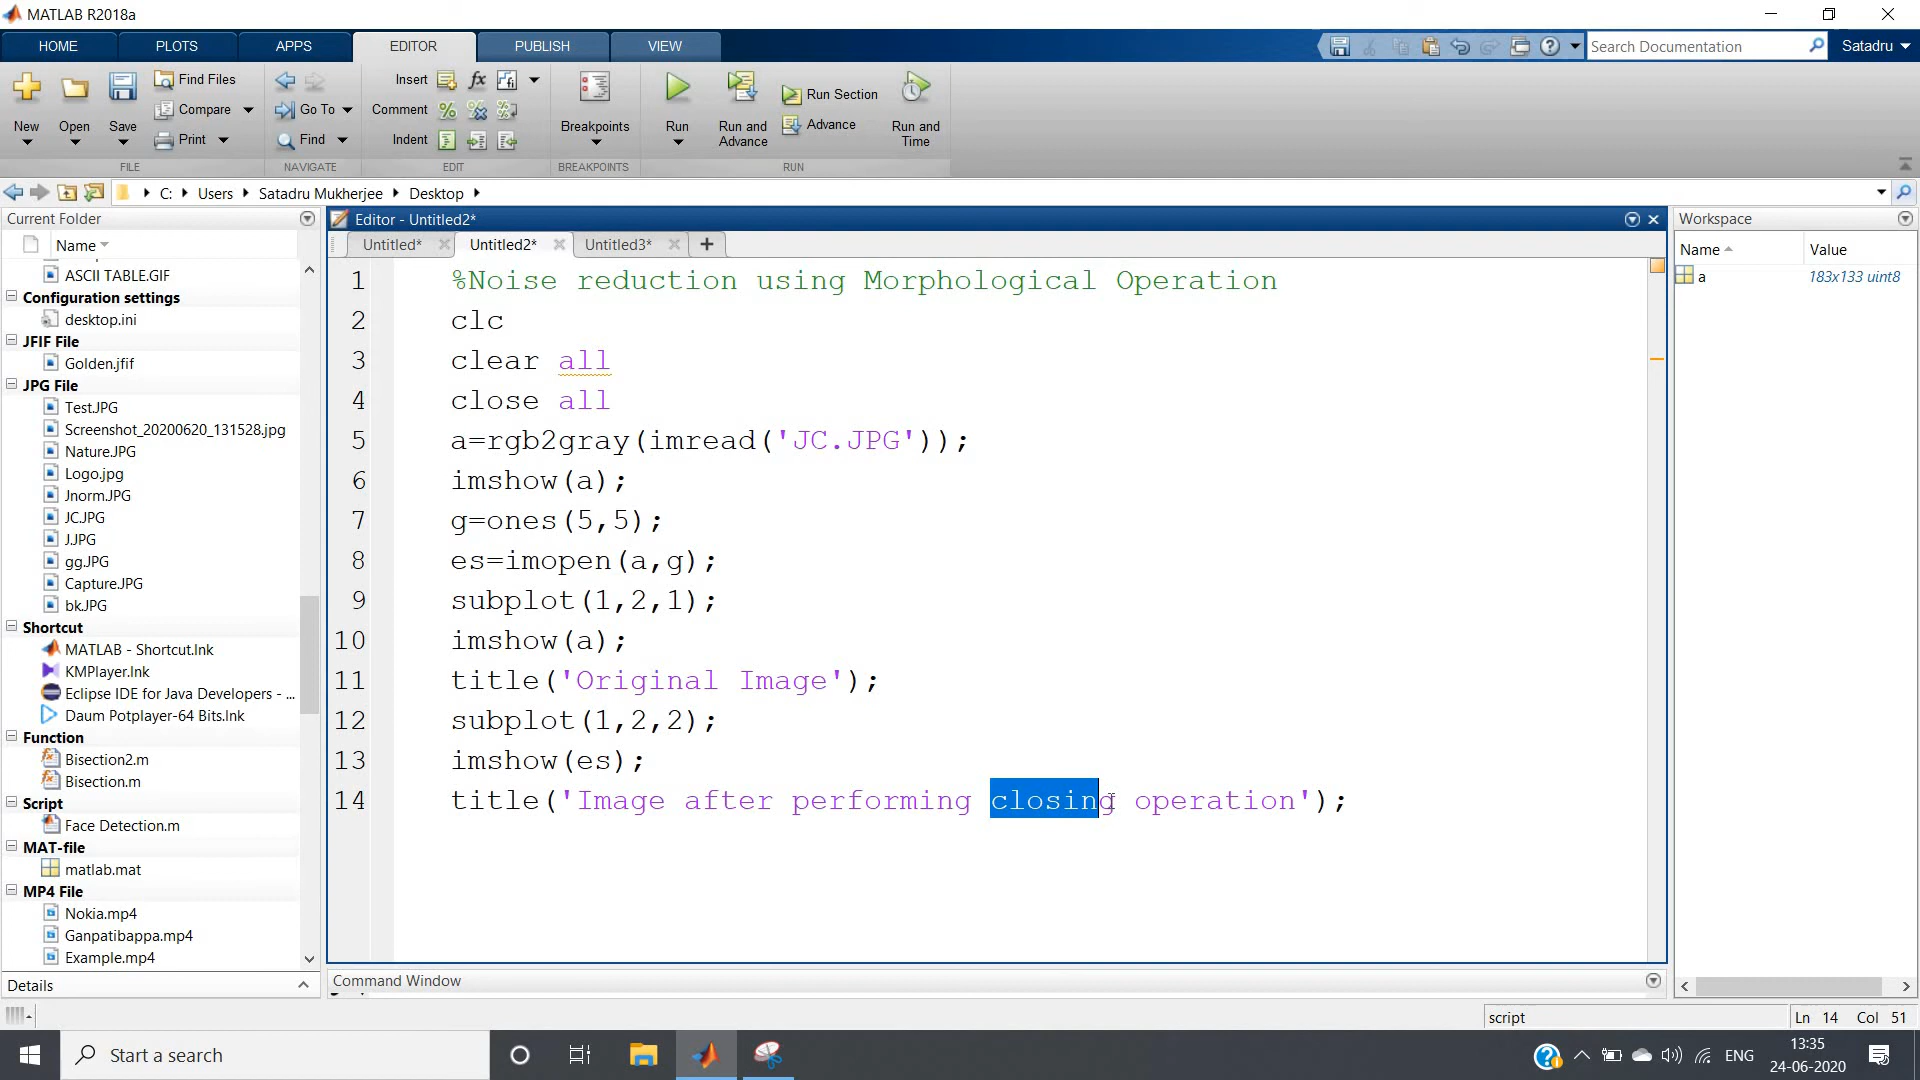 MATLAB R2018a
HOME PLOTS APPS EDITOR PUBLISH VIEW
Search Documentation
Satadru
New
Open
Save
Find Files
Compare
Print
FILE
Go To
Find
NAVIGATE
Insert
Comment
Indent
EDIT
Breakpoints
BREAKPOINTS
Run
Run and Advance
Run Section
Advance
Run and Time
RUN
C: Users Satadru Mukherjee Desktop
Current Folder
Name
ASCII TABLE.GIF
Configuration settings
desktop.ini
JFIF File
Golden.jfif
JPG File
Test.JPG
Screenshot_20200620_131528.jpg
Nature.JPG
Logo.jpg
Jnorm.JPG
JC.JPG
J.JPG
gg.JPG
Capture.JPG
bk.JPG
Shortcut
MATLAB - Shortcut.lnk
KMPlayer.lnk
Eclipse IDE for Java Developers - ...
Daum Potplayer-64 Bits.lnk
Function
Bisection2.m
Bisection.m
Script
Face Detection.m
MAT-file
matlab.mat
MP4 File
Nokia.mp4
Ganpatibappa.mp4
Example.mp4
Details
Editor - Untitled2*
Untitled* Untitled2* Untitled3*
1 %Noise reduction using Morphological Operation
2 clc
3 clear all
4 close all
5 a=rgb2gray(imread('JC.JPG'));
6 imshow(a);
7 g=ones(5,5);
8 es=imopen(a,g);
9 subplot(1,2,1);
10 imshow(a);
11 title('Original Image');
12 subplot(1,2,2);
13 imshow(es);
14 title('Image after performing closing operation');
Command Window
Workspace
Name Value
a 183x133 uint8
script
Ln 14 Col 51
Start a search
ENG
13:35
24-06-2020